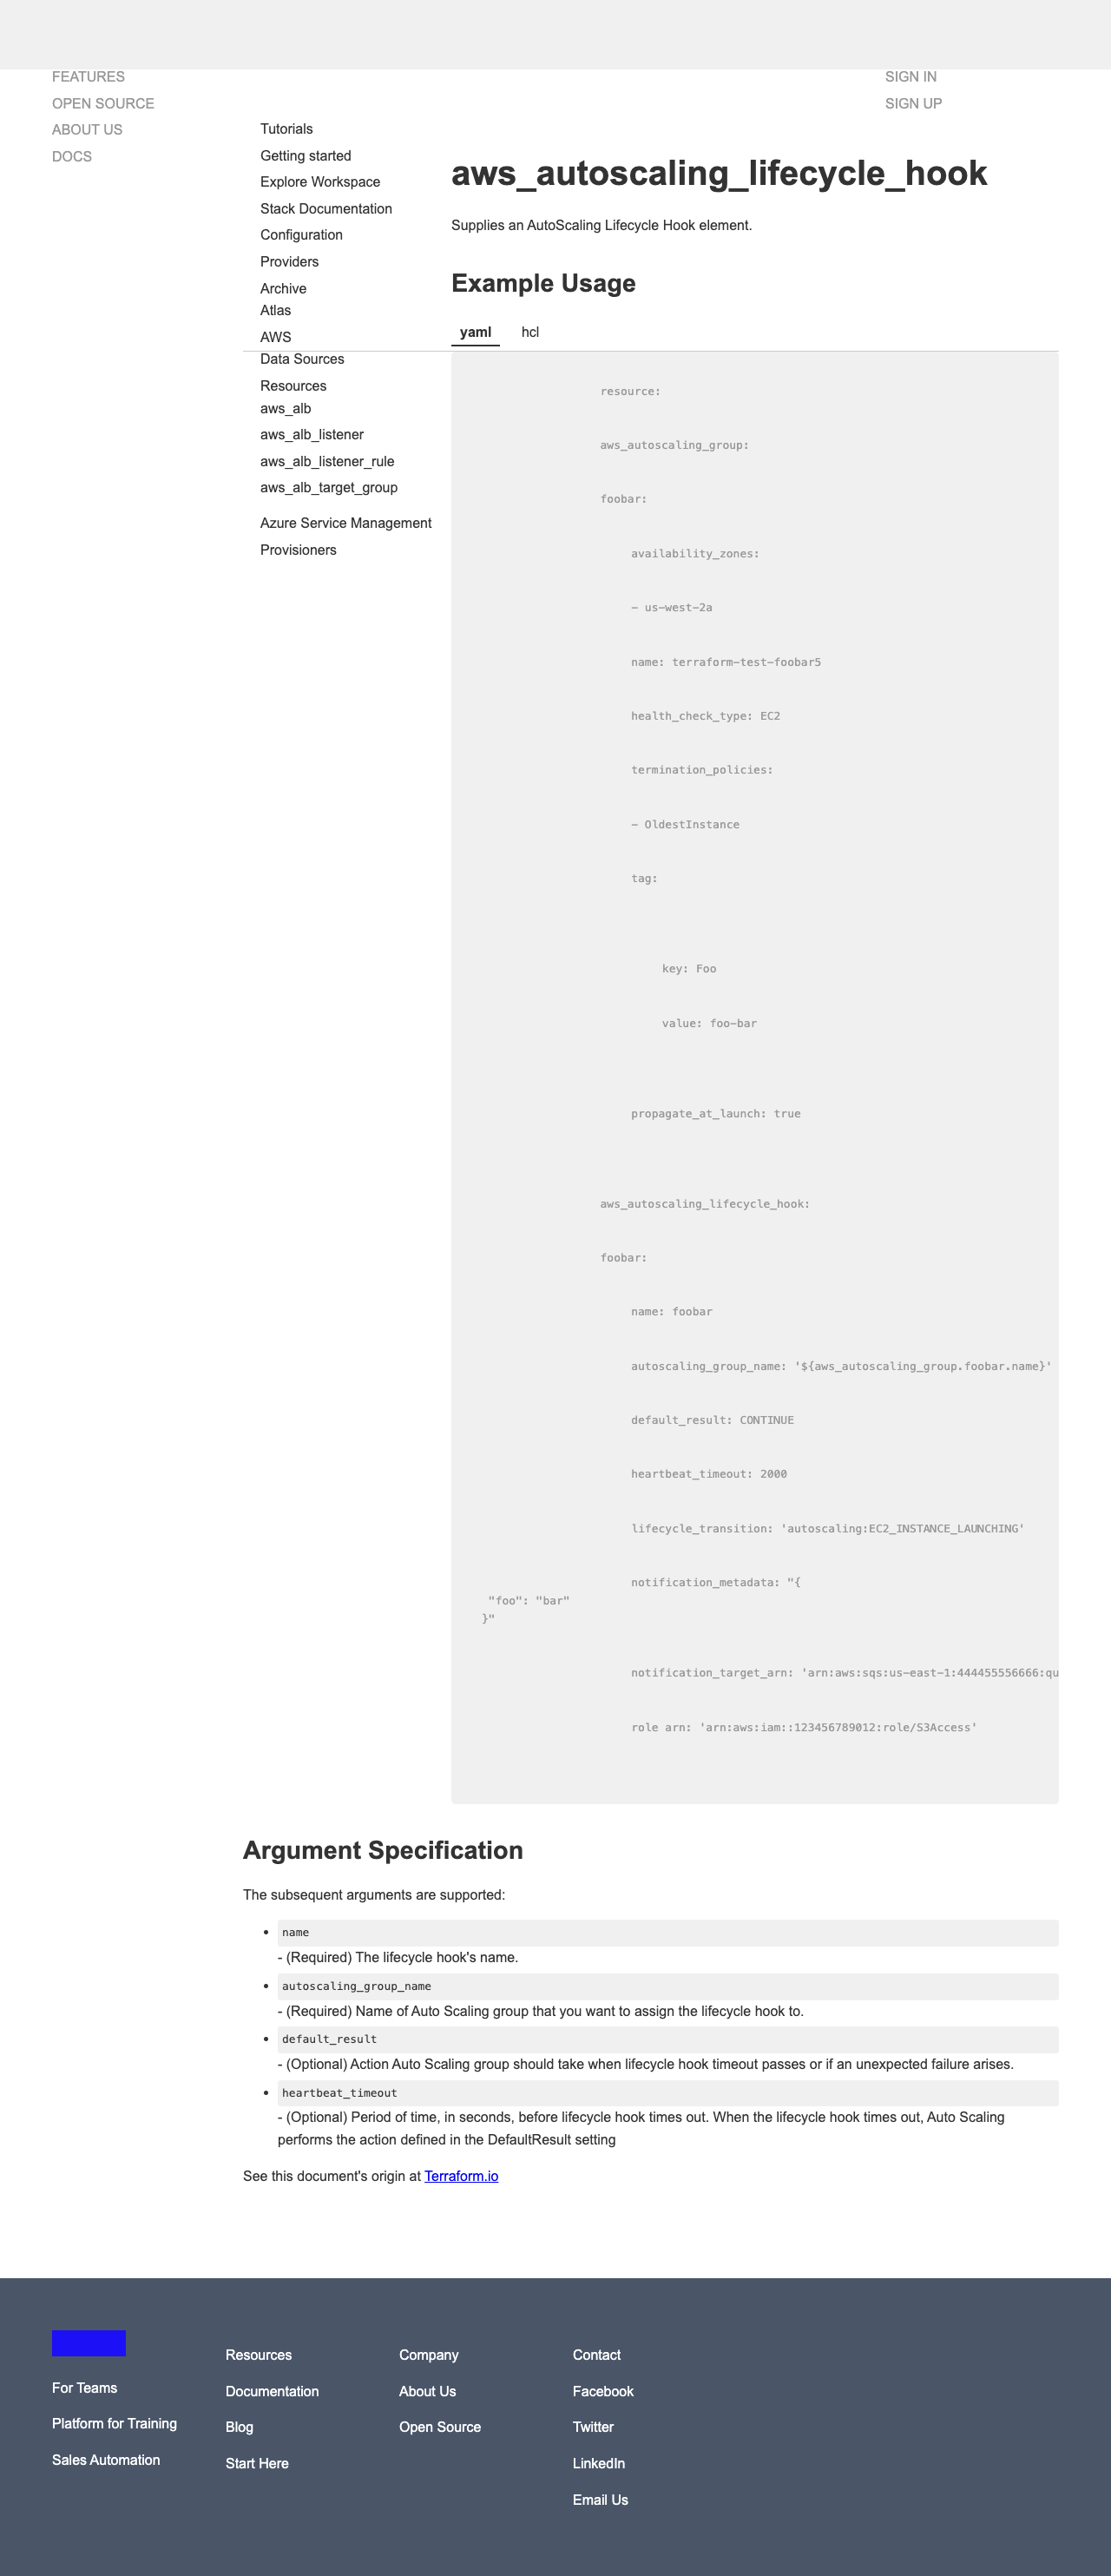 FEATURES
OPEN SOURCE
ABOUT US
DOCS
SIGN IN
SIGN UP
Tutorials
Getting started
Explore Workspace
Stack Documentation
Configuration
Providers
Archive
Atlas
AWS
Data Sources
Resources
aws_alb
aws_alb_listener
aws_alb_listener_rule
aws_alb_target_group
Azure Service Management
Provisioners
aws_autoscaling_lifecycle_hook
Supplies an AutoScaling Lifecycle Hook element.
Example Usage
yaml hcl
resource:
aws_autoscaling_group:
foobar:
availability_zones:
- us-west-2a
name: terraform-test-foobar5
health_check_type: EC2
termination_policies:
- OldestInstance
tag:
key: Foo
value: foo-bar
propagate_at_launch: true
aws_autoscaling_lifecycle_hook:
foobar:
name: foobar
autoscaling_group_name: '${aws_autoscaling_group.foobar.name}'
default_result: CONTINUE
heartbeat_timeout: 2000
lifecycle_transition: 'autoscaling:EC2_INSTANCE_LAUNCHING'
notification_metadata: "{
"foo": "bar"
}"
notification_target_arn: 'arn:aws:sqs:us-east-1:444455556666:qu
role arn: 'arn:aws:iam::123456789012:role/S3Access'
Argument Specification
The subsequent arguments are supported:
• name
- (Required) The lifecycle hook's name.
• autoscaling_group_name
- (Required) Name of Auto Scaling group that you want to assign the lifecycle hook to.
• default_result
- (Optional) Action Auto Scaling group should take when lifecycle hook timeout passes or if an unexpected failure arises.
• heartbeat_timeout
- (Optional) Period of time, in seconds, before lifecycle hook times out. When the lifecycle hook times out, Auto Scaling
performs the action defined in the DefaultResult setting
See this document's origin at Terraform.io
For Teams
Platform for Training
Sales Automation
Resources
Documentation
Blog
Start Here
Company
About Us
Open Source
Contact
Facebook
Twitter
LinkedIn
Email Us